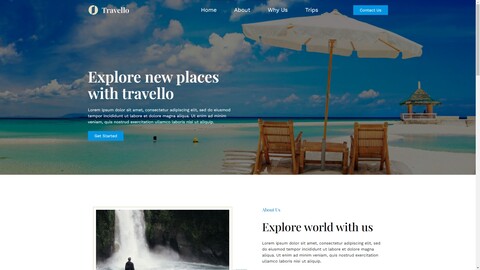 Travello
Home
About
Why Us
Trips
Contact Us
Explore new places
with travello
Lorem ipsum dolor sit amet, consectetur adipiscing elit, sed do eiusmod
tempor incididunt ut labore et dolore magna aliqua. Ut enim ad minim
veniam, quis nostrud exercitation ullamco laboris nisi ut aliquip.
Get Started
About Us
Explore world with us
Lorem ipsum dolor sit amet, consectetur adipiscing elit, sed do
eiusmod tempor incididunt ut labore et dolore magna aliqua. Ut
enim ad minim veniam, quis nostrud exercitation ullamco laboris